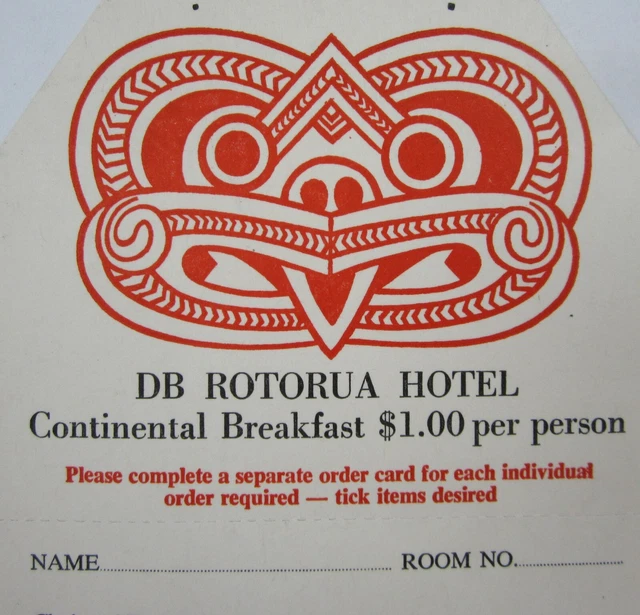 DB ROTORUA HOTEL
Continental Breakfast $1.00 per person
Please complete a separate order card for each individual
order required — tick items desired
NAME.................................................. ROOM NO..................